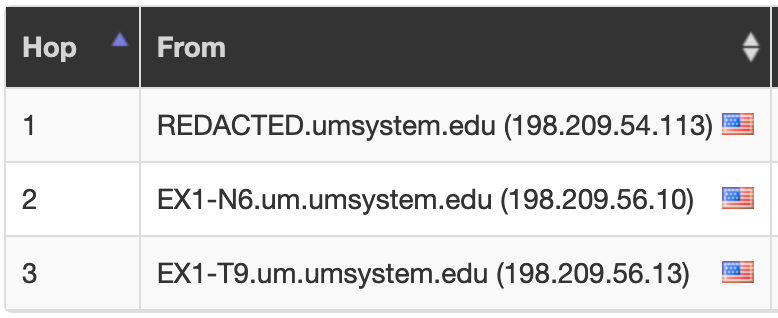 Hop From
1 REDACTED.umsystem.edu (198.209.54.113)
2 EX1-N6.um.umsystem.edu (198.209.56.10)
3 EX1-T9.um.umsystem.edu (198.209.56.13)